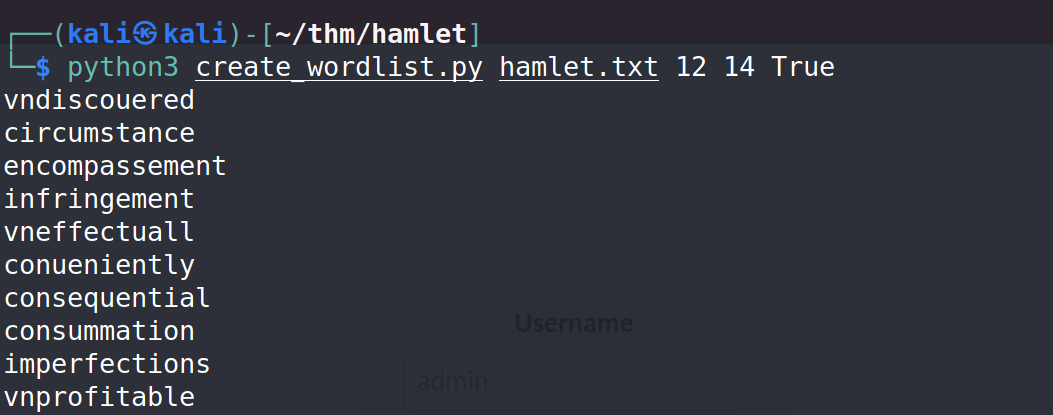 ┌──(kali㉿kali)-[~/thm/hamlet]
└─$ python3 create_wordlist.py hamlet.txt 12 14 True
vndiscouered
circumstance
encompassement
infringement
vneffectuall
conueniently
consequential
consummation
imperfections
vnprofitable
Username
admin